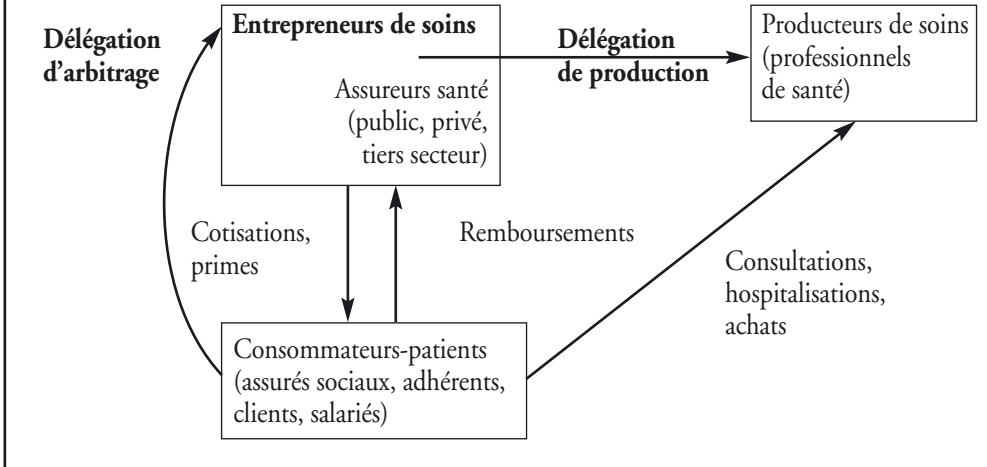 Délégation
d'arbitrage
Entrepreneurs de soins
Assureurs santé
(public, privé,
tiers secteur)
Délégation
de production
Producteurs de soins
(professionnels
de santé)
Cotisations,
primes
Remboursements
Consultations,
hospitalisations,
achats
Consommateurs-patients
(assurés sociaux, adhérents,
clients, salariés)